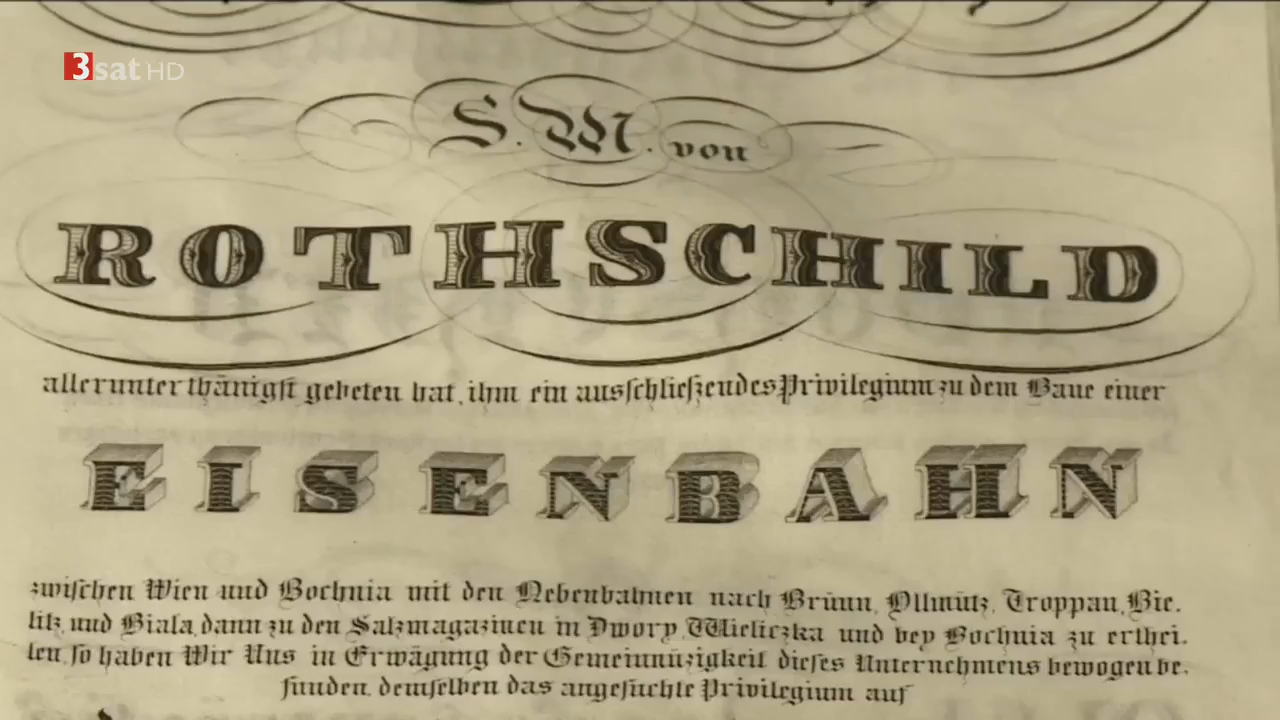 3sat HD
S. M. von
ROTHSCHILD
allerunterthänigst gebeten hat, ihm ein ausschließendes Privilegium zu dem Baue einer
EISENBAHN
zwischen Wien und Bochnia mit den Nebenbahnen nach Brünn, Ollmütz, Troppau, Bie-
litz und Biala, dann zu den Salzmagazinen in Dwory, Wieliczka und bey Bochnia zu erthei-
len, so haben Wir Uns in Erwägung der Gemeinnüzigkeit dieses Unternehmens bewogen be-
funden, demselben das angesuchte Privilegium auf